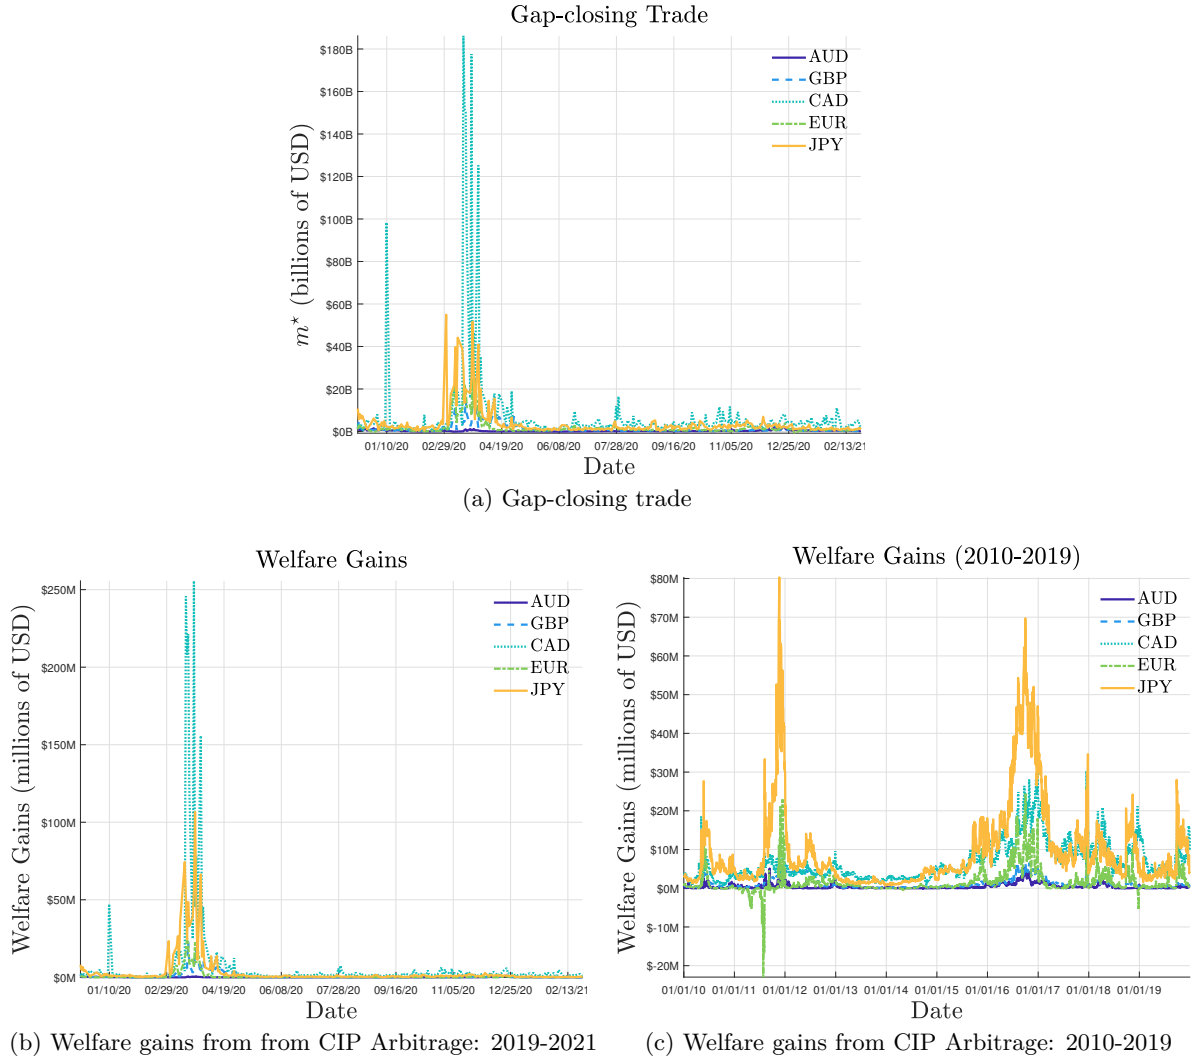 Gap-closing Trade
$180B
$160B
$140B
$120B
$100B
$80B
$60B
$40B
$20B
$0B
m⋆ (billions of USD)
AUD
GBP
CAD
EUR
JPY
01/10/20 02/29/20 04/19/20 06/08/20 07/28/20 09/16/20 11/05/20 12/25/20 02/13/21
Date
(a) Gap-closing trade
Welfare Gains
$250M
$200M
$150M
$100M
$50M
$0M
Welfare Gains (millions of USD)
AUD
GBP
CAD
EUR
JPY
01/10/20 02/29/20 04/19/20 06/08/20 07/28/20 09/16/20 11/05/20 12/25/20 02/13/21
Date
(b) Welfare gains from from CIP Arbitrage: 2019-2021
Welfare Gains (2010-2019)
$80M
$70M
$60M
$50M
$40M
$30M
$20M
$10M
$0M
$-10M
$-20M
Welfare Gains (millions of USD)
AUD
GBP
CAD
EUR
JPY
01/01/10 01/01/11 01/01/12 01/01/13 01/01/14 01/01/15 01/01/16 01/01/17 01/01/18 01/01/19
Date
(c) Welfare gains from CIP Arbitrage: 2010-2019